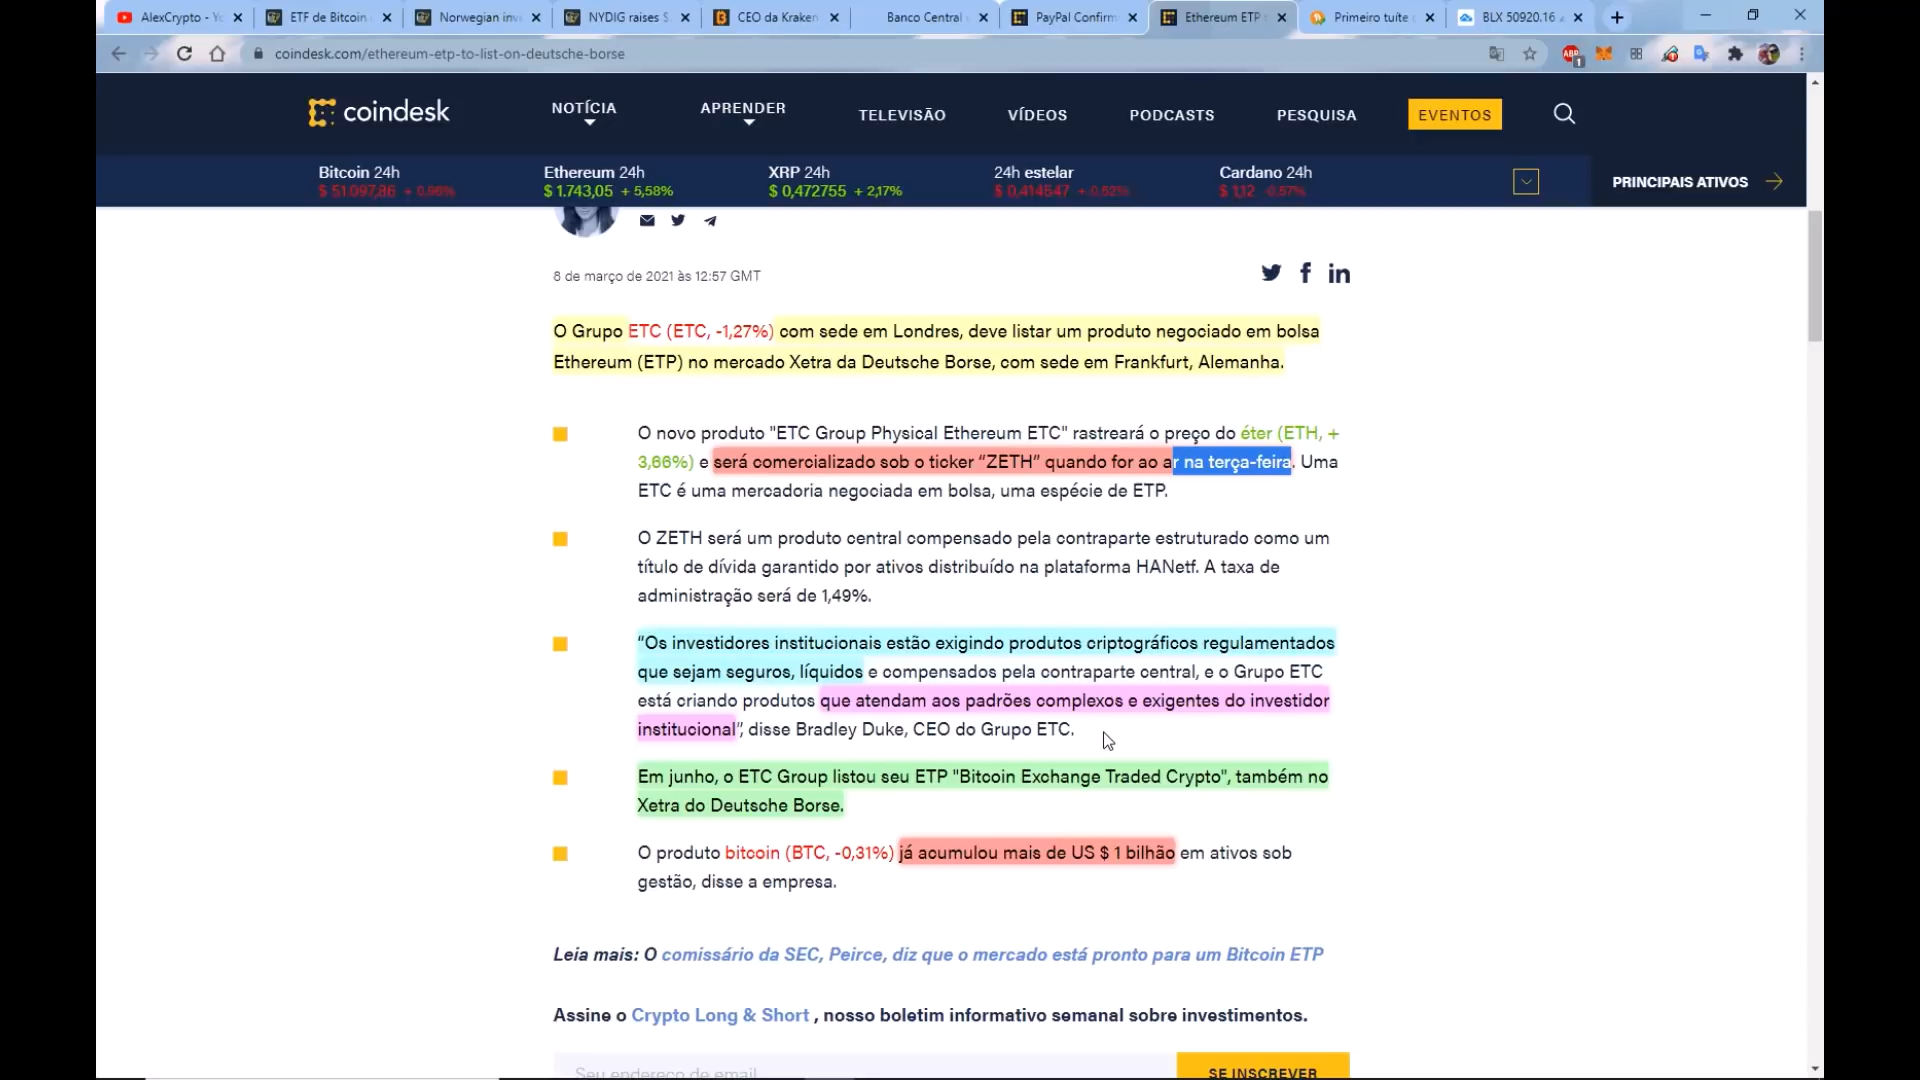 AlexCrypto - Yo
ETF de Bitcoin
Norwegian inv
NYDIG raises $
CEO da Kraken
Banco Central
PayPal Confirm
Ethereum ETP
Primeiro tuíte
BLX 50920.16
coindesk.com/ethereum-etp-to-list-on-deutsche-borse
coindesk
NOTÍCIA
APRENDER
TELEVISÃO
VÍDEOS
PODCASTS
PESQUISA
EVENTOS
Bitcoin 24h
$ 51.097,86 + 0,96%
Ethereum 24h
$ 1.743,05 + 5,58%
XRP 24h
$ 0,472755 + 2,17%
24h estelar
$ 0,414547 + 0,52%
Cardano 24h
$ 1,12 -0,57%
PRINCIPAIS ATIVOS
8 de março de 2021 às 12:57 GMT
O Grupo ETC (ETC, -1,27%) com sede em Londres, deve listar um produto negociado em bolsa
Ethereum (ETP) no mercado Xetra da Deutsche Borse, com sede em Frankfurt, Alemanha.
O novo produto "ETC Group Physical Ethereum ETC" rastreará o preço do éter (ETH, +
3,66%) e será comercializado sob o ticker “ZETH” quando for ao ar na terça-feira. Uma
ETC é uma mercadoria negociada em bolsa, uma espécie de ETP.
O ZETH será um produto central compensado pela contraparte estruturado como um
título de dívida garantido por ativos distribuído na plataforma HANetf. A taxa de
administração será de 1,49%.
“Os investidores institucionais estão exigindo produtos criptográficos regulamentados
que sejam seguros, líquidos e compensados pela contraparte central, e o Grupo ETC
está criando produtos que atendam aos padrões complexos e exigentes do investidor
institucional”, disse Bradley Duke, CEO do Grupo ETC.
Em junho, o ETC Group listou seu ETP "Bitcoin Exchange Traded Crypto", também no
Xetra do Deutsche Borse.
O produto bitcoin (BTC, -0,31%) já acumulou mais de US $ 1 bilhão em ativos sob
gestão, disse a empresa.
Leia mais: O comissário da SEC, Peirce, diz que o mercado está pronto para um Bitcoin ETP
Assine o Crypto Long & Short , nosso boletim informativo semanal sobre investimentos.
Seu endereço de email
SE INSCREVER